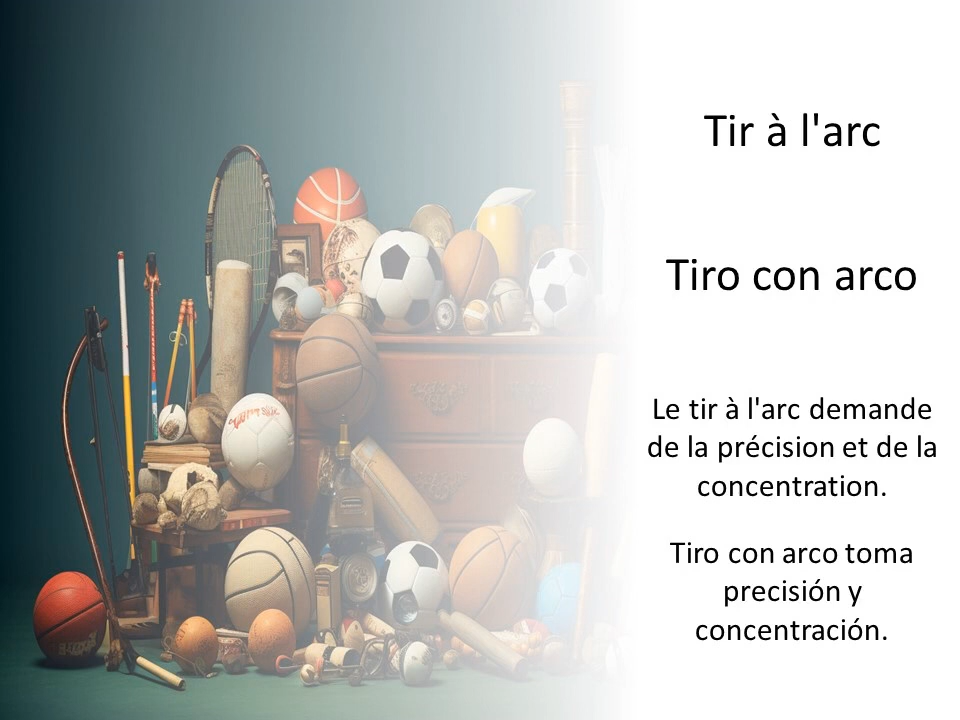 Tir à l'arc
Tiro con arco
Le tir à l'arc demande
de la précision et de la
concentration.
Tiro con arco toma
precisión y
concentración.